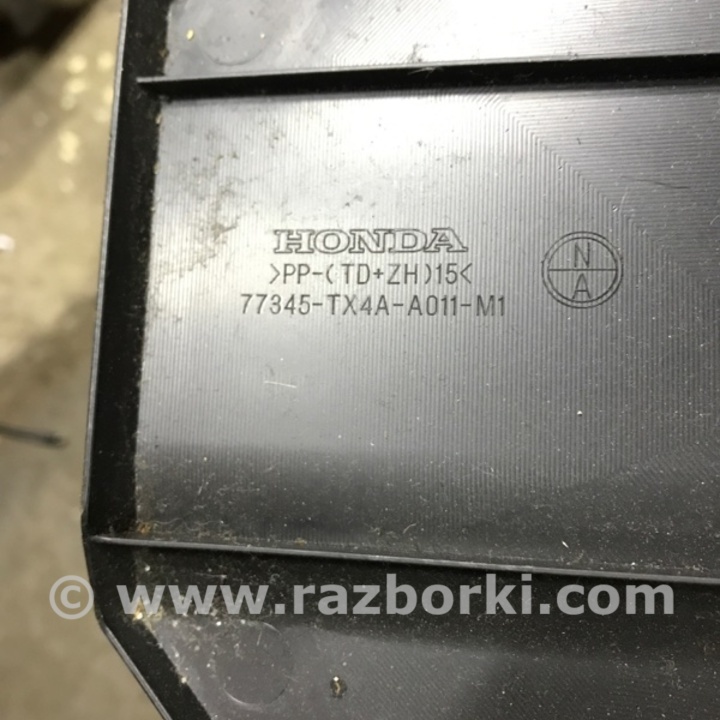 HONDA
>PP-(TD+ZH)15<
77345-TX4A-A011-M1
N
A
© www.razborki.com